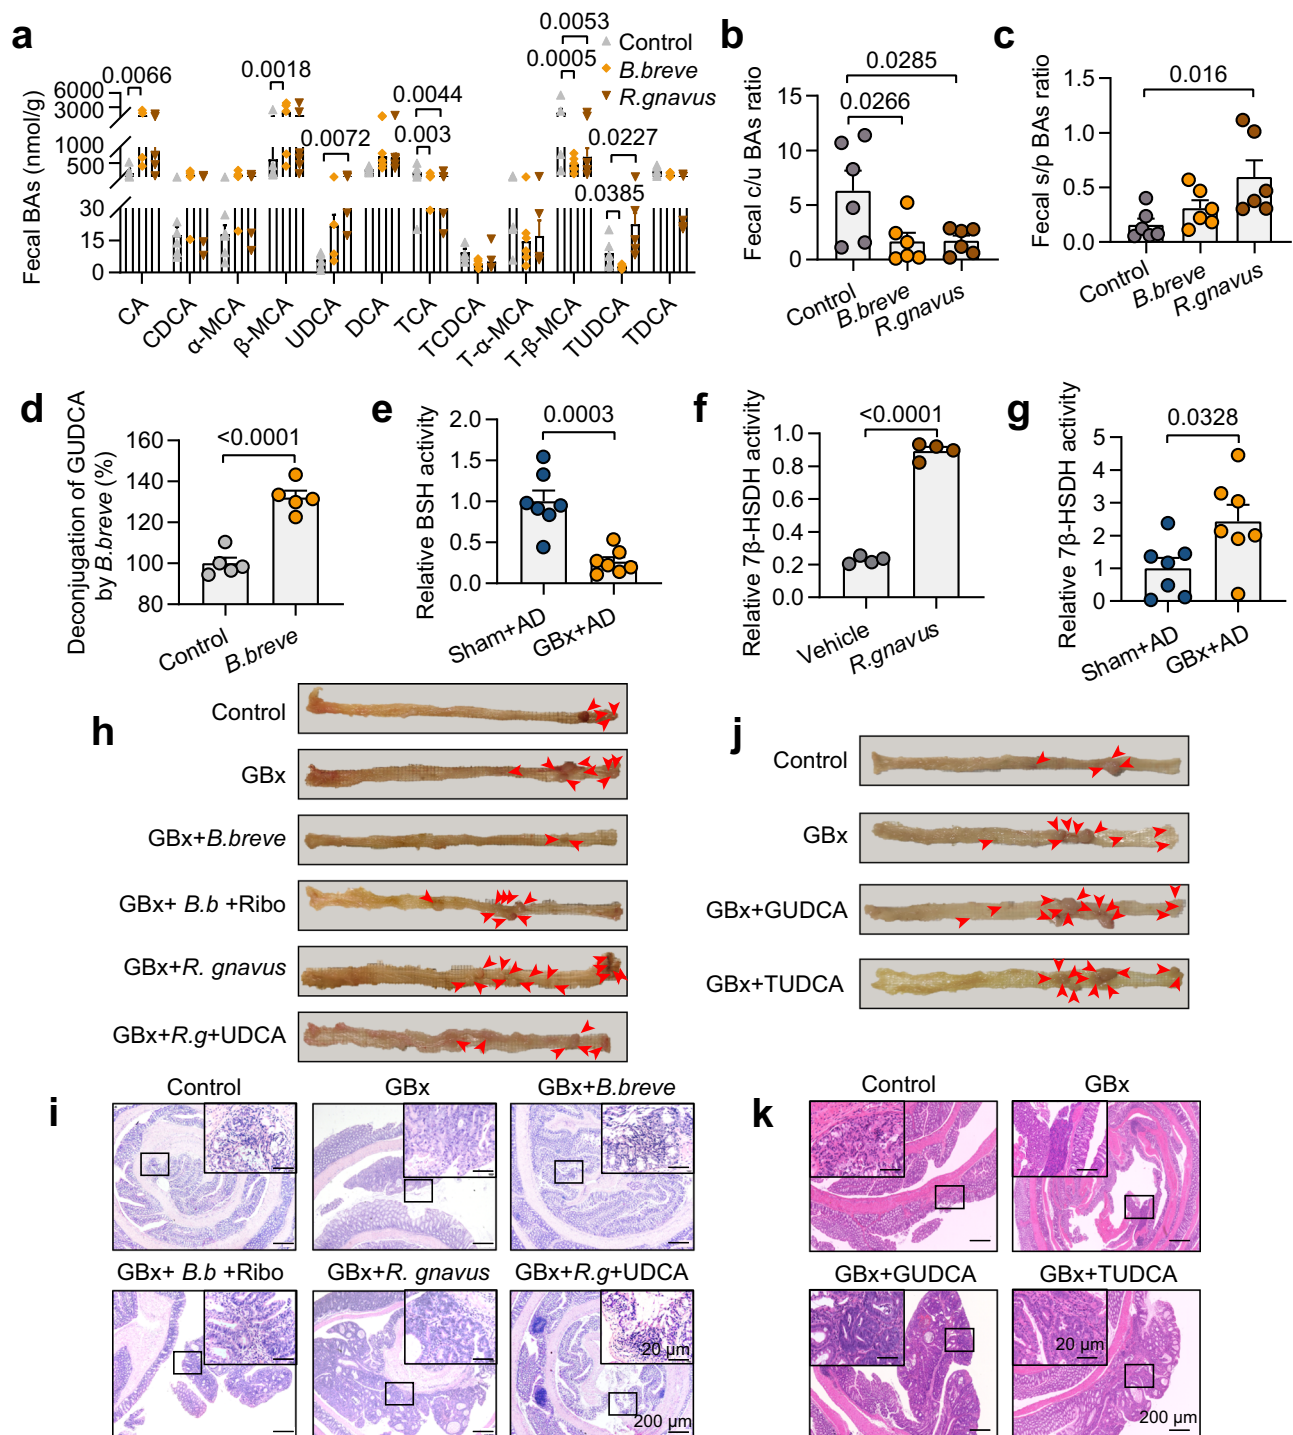 a
Fecal BAs (nmol/g)
6000
3000
1000
500
30
15
0
0.0066
0.0018
0.0072
0.0044
0.003
0.0053
0.0005
0.0227
0.0385
Control
B.breve
R.gnavus
CA
CDCA
α-MCA
β-MCA
UDCA
DCA
TCA
TCDCA
T-α-MCA
T-β-MCA
TUDCA
TDCA
b
Fecal c/u BAs ratio
15
10
5
0
0.0285
0.0266
Control
B.breve
R.gnavus
c
Fecal s/p BAs ratio
1.5
1.0
0.5
0.0
0.016
Control
B.breve
R.gnavus
d
Deconjugation of GUDCA
by B.breve (%)
160
140
120
100
80
<0.0001
Control
B.breve
e
Relative BSH activity
2.0
1.5
1.0
0.5
0.0
0.0003
Sham+AD
GBx+AD
f
Relative 7β-HSDH activity
1.0
0.8
0.6
0.4
0.2
0.0
<0.0001
Vehicle
R.gnavus
g
Relative 7β-HSDH activity
5
4
3
2
1
0
0.0328
Sham+AD
GBx+AD
h
Control
GBx
GBx+B.breve
GBx+ B.b +Ribo
GBx+R. gnavus
GBx+R.g+UDCA
j
Control
GBx
GBx+GUDCA
GBx+TUDCA
i
Control
GBx
GBx+B.breve
GBx+ B.b +Ribo
GBx+R. gnavus
GBx+R.g+UDCA
20 μm
200 μm
k
Control
GBx
GBx+GUDCA
GBx+TUDCA
20 μm
200 μm